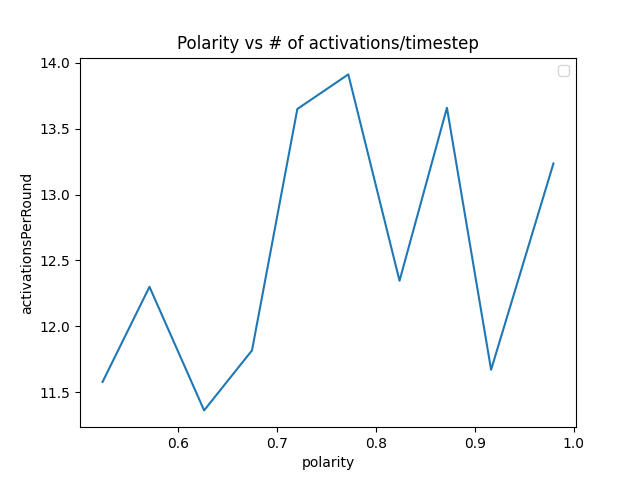 Polarity vs # of activations/timestep
14.0
13.5
13.0
12.5
12.0
11.5
activationsPerRound
0.6 0.7 0.8 0.9 1.0
polarity